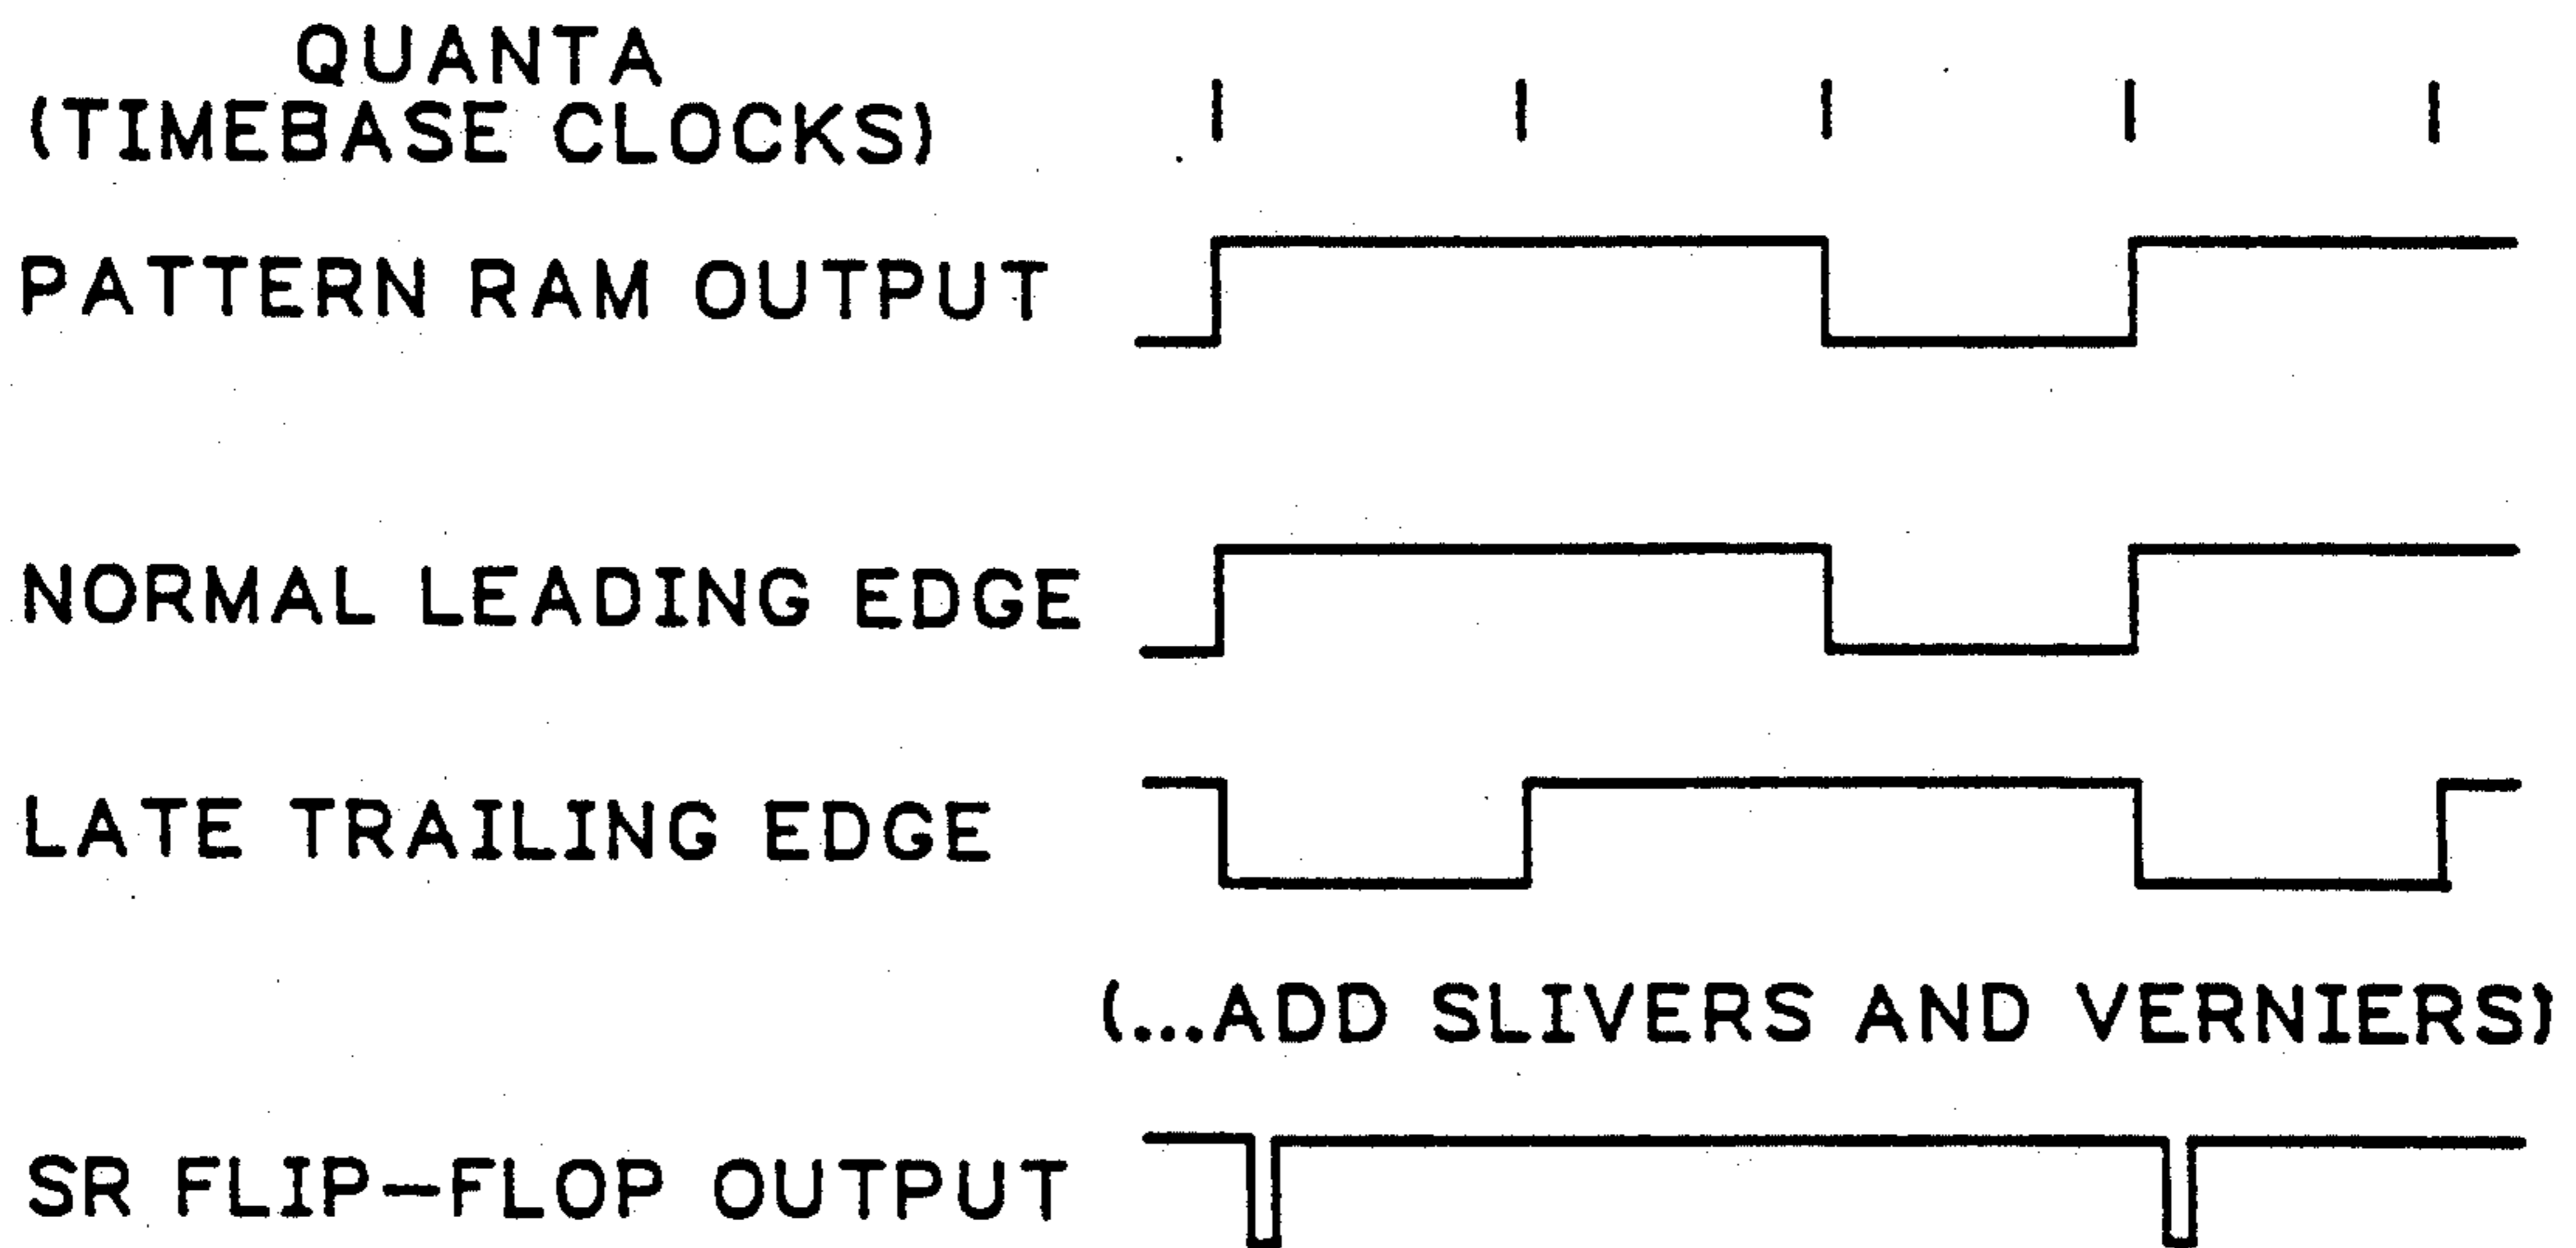 QUANTA
(TIMEBASE CLOCKS)
PATTERN RAM OUTPUT
NORMAL LEADING EDGE
LATE TRAILING EDGE
(...ADD SLIVERS AND VERNIERS)
SR FLIP-FLOP OUTPUT